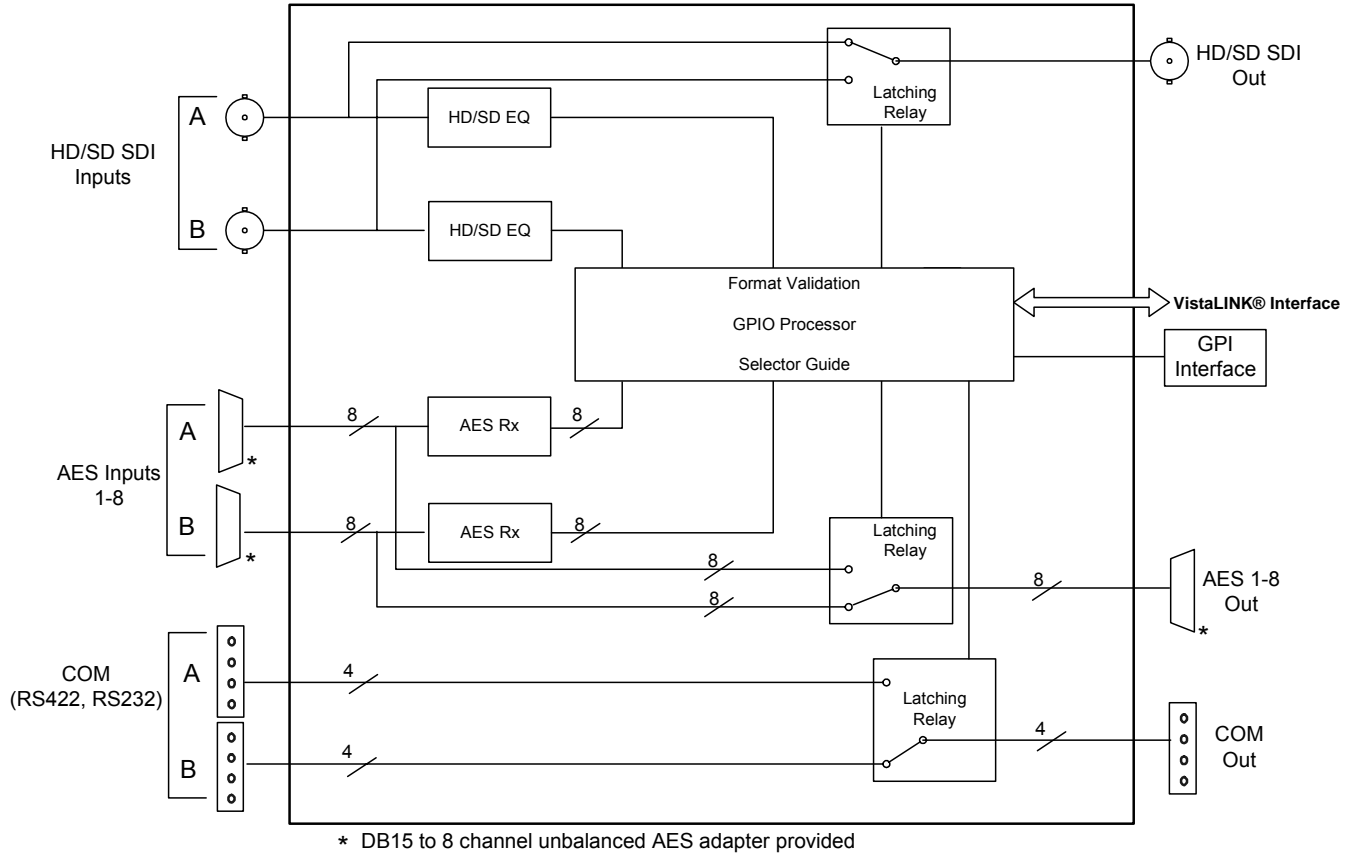 HD/SD SDI
Inputs
A
B
HD/SD EQ
HD/SD EQ
Latching
Relay
HD/SD SDI
Out
Format Validation
GPIO Processor
Selector Guide
VistaLINK® Interface
GPI
Interface
AES Inputs
1-8
A
*
B
*
8
AES Rx
8
8
AES Rx
8
8
8
Latching
Relay
8
AES 1-8
Out
*
COM
(RS422, RS232)
A
B
4
4
Latching
Relay
4
COM
Out
* DB15 to 8 channel unbalanced AES adapter provided